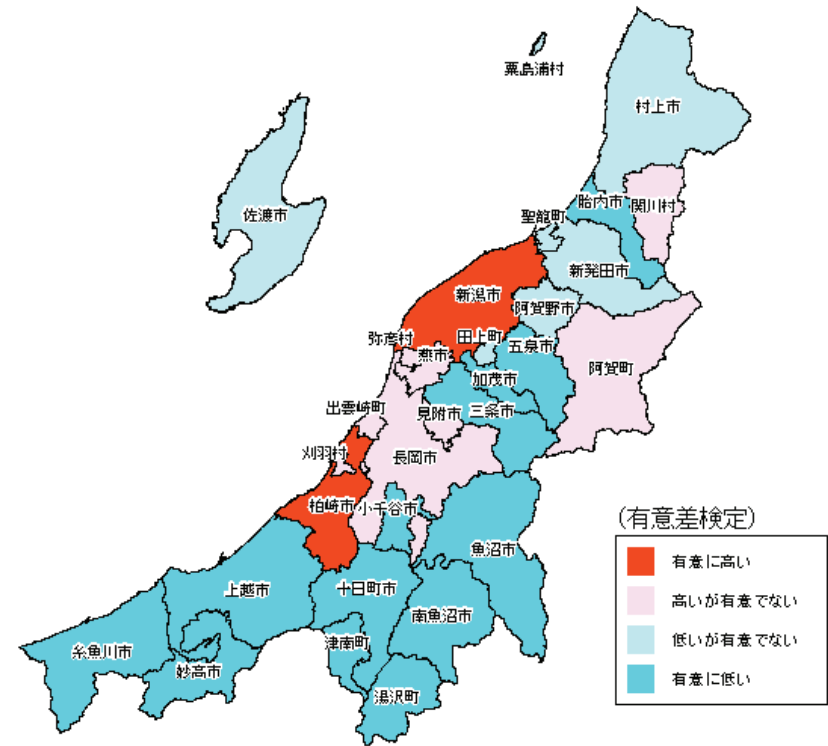 粟島浦村
村上市
佐渡市
胎内市
関川村
聖籠町
新発田市
新潟市
阿賀野市
弥彦村
田上町
五泉市
燕市
阿賀町
加茂市
出雲崎町
見附市
三条市
刈羽村
長岡市
柏崎市
小千谷市
魚沼市
上越市
十日町市
南魚沼市
津南町
糸魚川市
妙高市
湯沢町
(有意差検定)
有意に高い
高いが有意でない
低いが有意でない
有意に低い